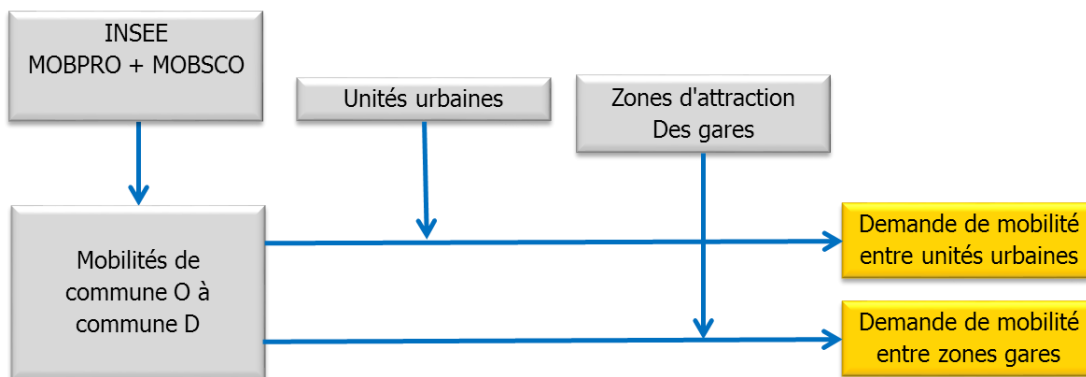 INSEE
MOBPRO + MOBSCO
Unités urbaines
Zones d'attraction
Des gares
Mobilités de
commune O à
commune D
Demande de mobilité
entre unités urbaines
Demande de mobilité
entre zones gares